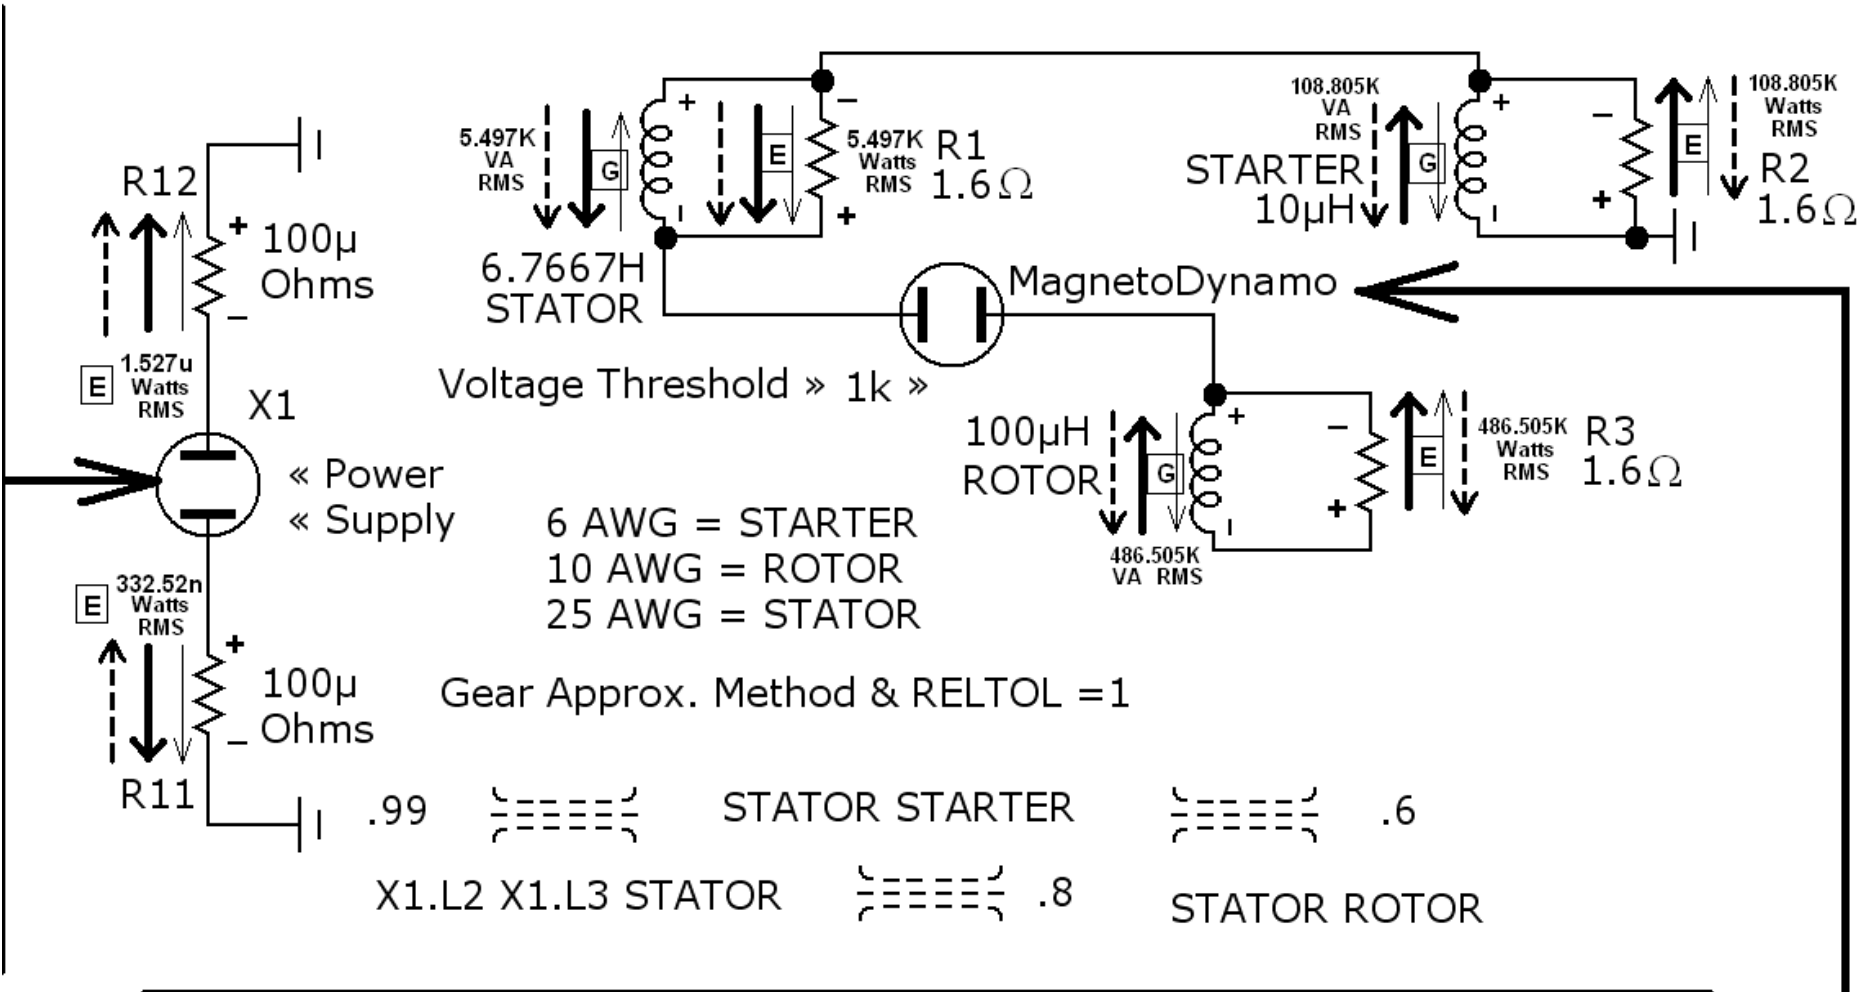 R12
+
100µ
Ohms
–
1.527u
Watts
RMS
E
X1
« Power
« Supply
332.52n
Watts
RMS
E
+
100µ
Ohms
–
R11
5.497K
VA
RMS
G
+
E
–
5.497K
Watts
RMS
R1
1.6Ω
+
6.7667H
STATOR
MagnetoDynamo
Voltage Threshold » 1k »
108.805K
VA
RMS
STARTER
10µH
G
+
–
+
E
108.805K
Watts
RMS
R2
1.6Ω
100µH
ROTOR
G
+
486.505K
VA RMS
–
+
E
486.505K
Watts
RMS
R3
1.6Ω
6 AWG = STARTER
10 AWG = ROTOR
25 AWG = STATOR
Gear Approx. Method & RELTOL =1
.99 STATOR STARTER .6
X1.L2 X1.L3 STATOR .8 STATOR ROTOR